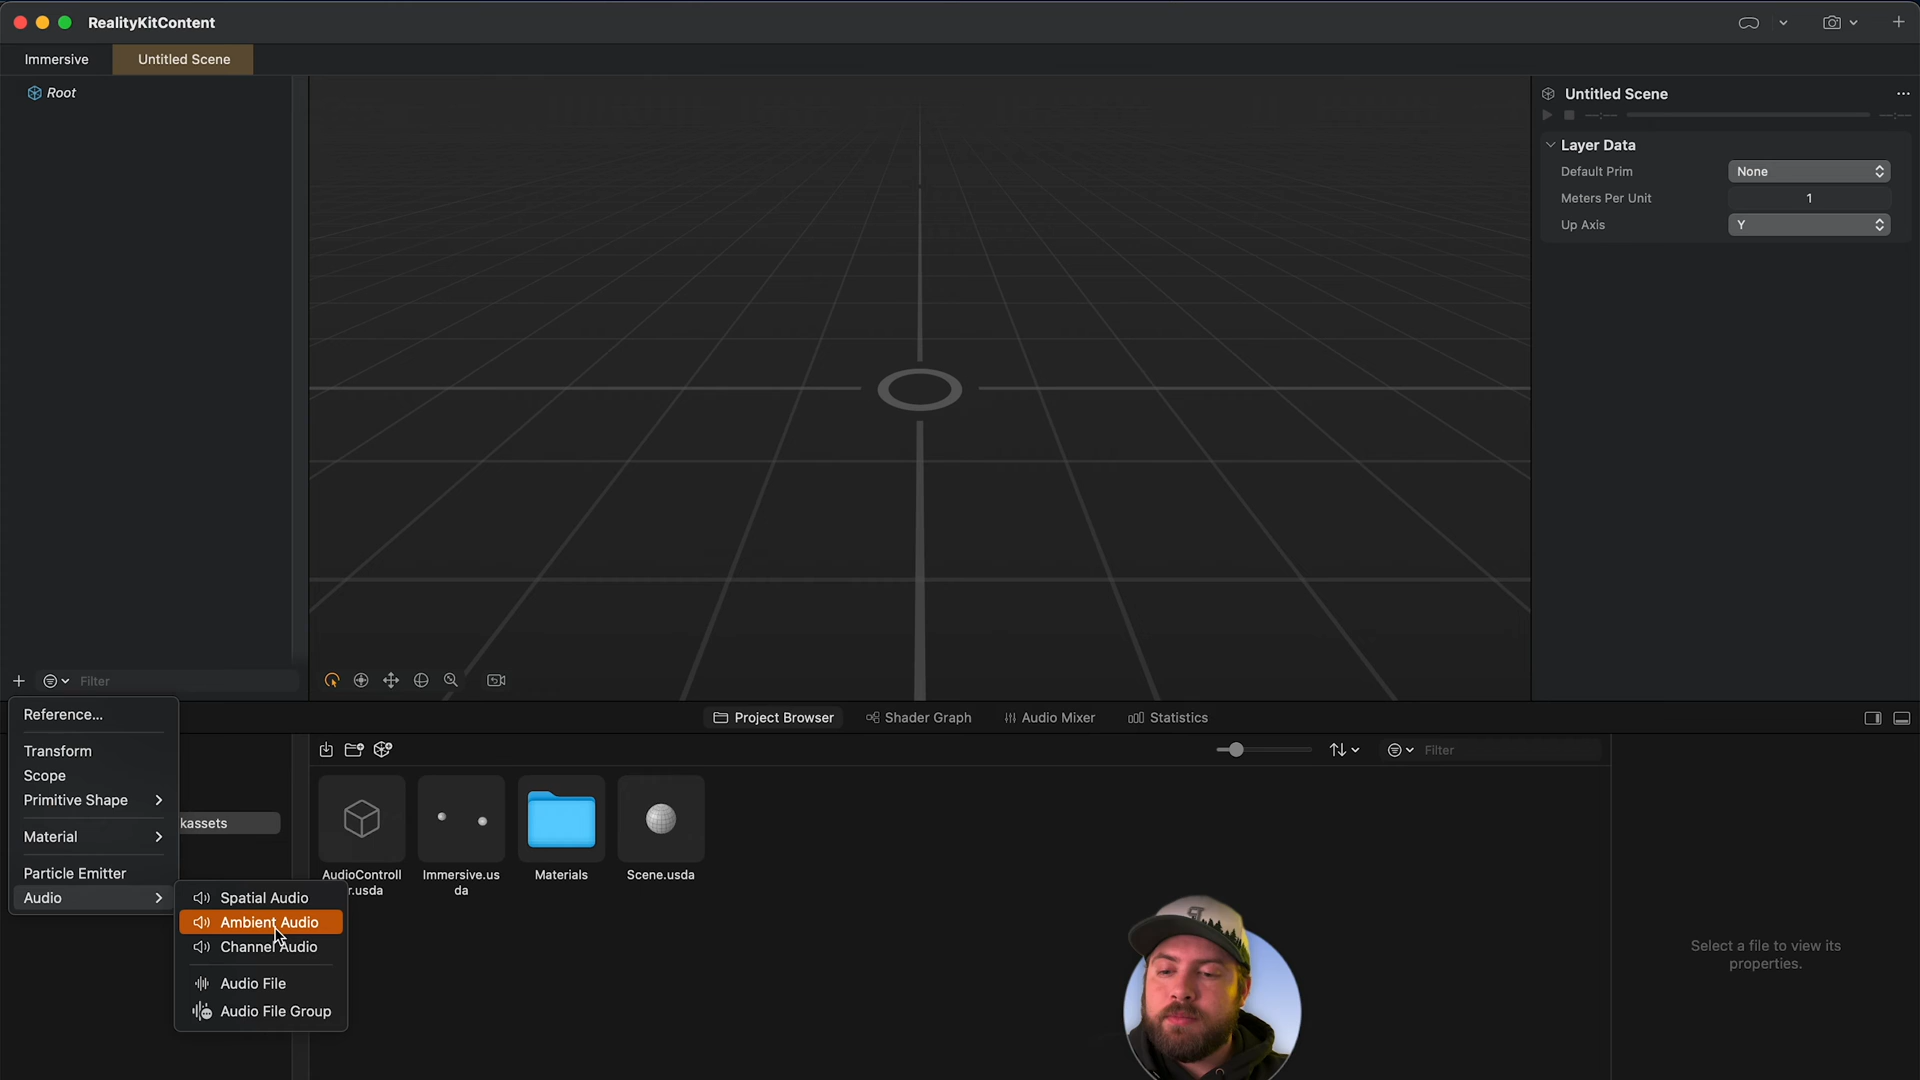 RealityKitContent
Immersive
Untitled Scene
Root
Untitled Scene
Layer Data
Default Prim
None
Meters Per Unit
1
Up Axis
Y
Filter
Reference...
Transform
Scope
Primitive Shape
Material
Particle Emitter
Audio
kassets
Spatial Audio
Ambient Audio
Channel Audio
Audio File
Audio File Group
Project Browser
Shader Graph
Audio Mixer
Statistics
Filter
AudioControll
r.usda
Immersive.us
da
Materials
Scene.usda
Select a file to view its
properties.